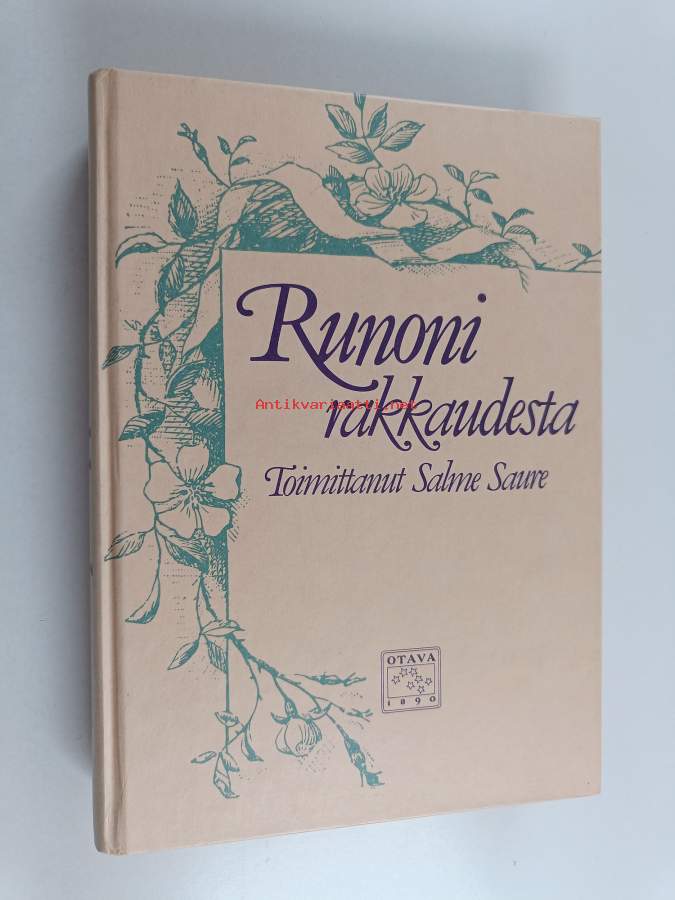 Runoni
rakkaudesta
Antikvariaatti.net
Toimittanut Salme Saure
OTAVA
1890